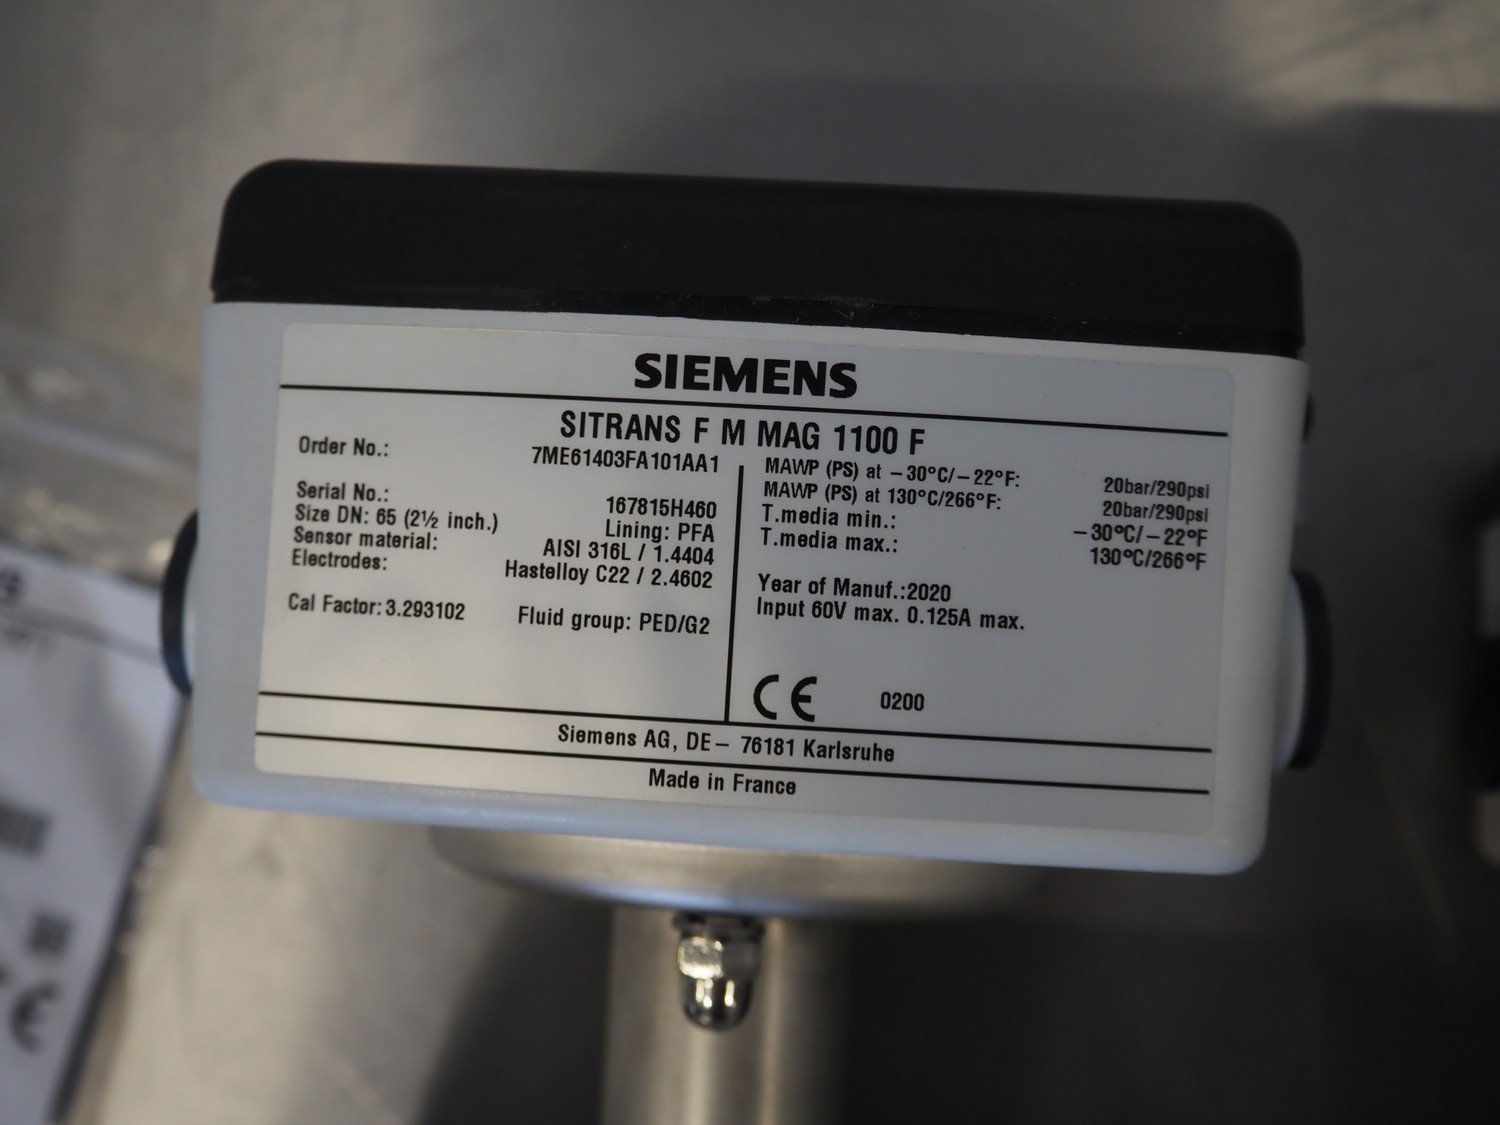 SIEMENS
SITRANS F M MAG 1100 F
Order No.: 7ME61403FA101AA1
Serial No.: 167815H460
Size DN: 65 (2½ inch.) Lining: PFA
Sensor material: AISI 316L / 1.4404
Electrodes: Hastelloy C22 / 2.4602
Cal Factor: 3.293102 Fluid group: PED/G2
MAWP (PS) at -30°C/-22°F: 20bar/290psi
MAWP (PS) at 130°C/266°F: 20bar/290psi
T.media min.: -30°C/-22°F
T.media max.: 130°C/266°F
Year of Manuf.:2020
Input 60V max. 0.125A max.
CE 0200
Siemens AG, DE- 76181 Karlsruhe
Made in France
CE